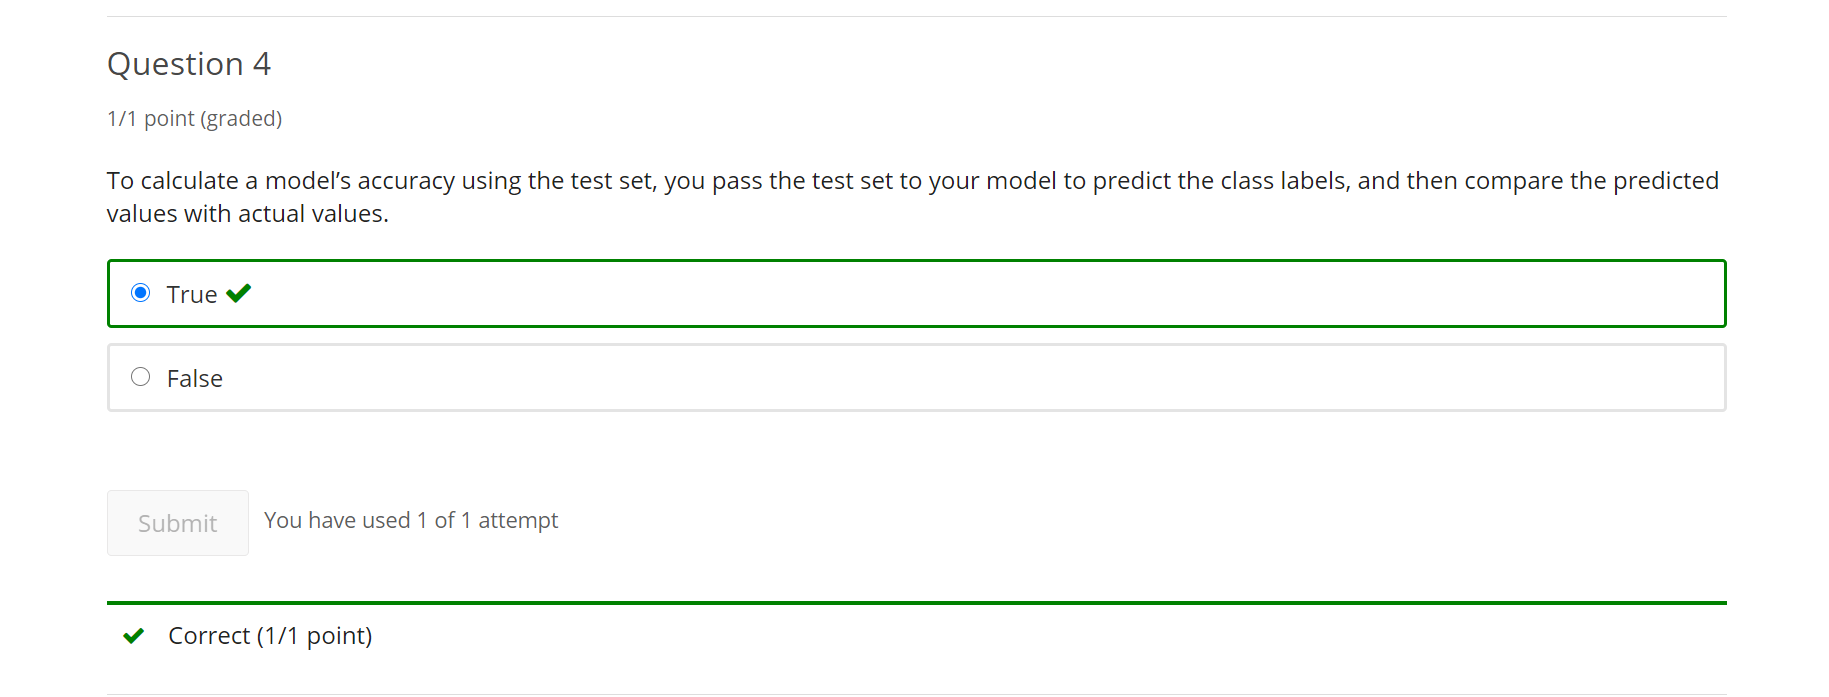 Question 4
1/1 point (graded)
To calculate a model’s accuracy using the test set, you pass the test set to your model to predict the class labels, and then compare the predicted
values with actual values.
True
False
Submit
You have used 1 of 1 attempt
Correct (1/1 point)